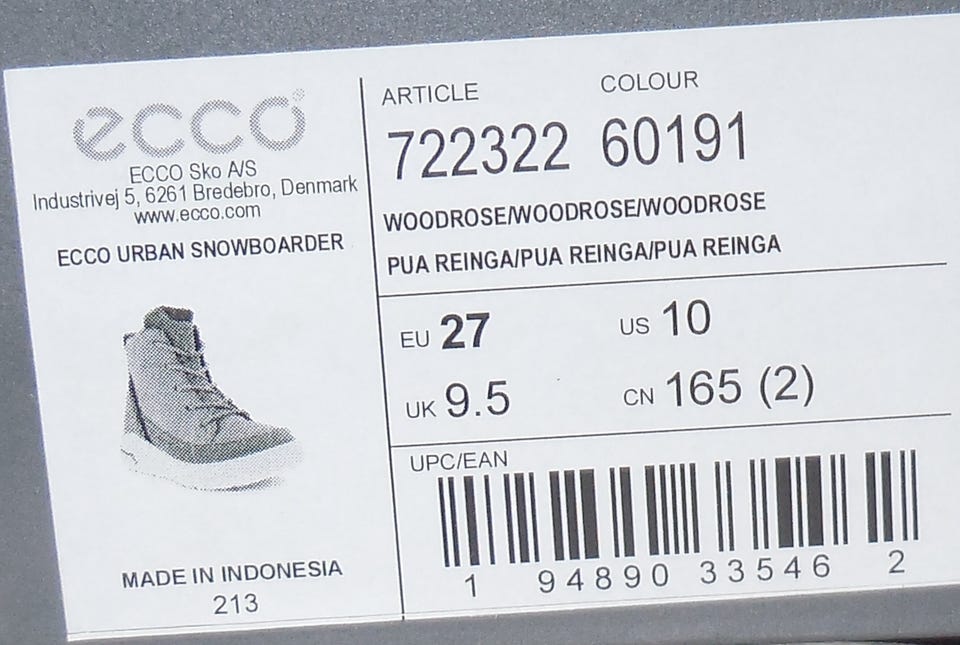 ecco
ECCO Sko A/S
Industrivej 5, 6261 Bredebro, Denmark
www.ecco.com
ECCO URBAN SNOWBOARDER
MADE IN INDONESIA
213
ARTICLE COLOUR
722322 60191
WOODROSE/WOODROSE/WOODROSE
PUA REINGA/PUA REINGA/PUA REINGA
EU 27 US 10
UK 9.5 CN 165 (2)
UPC/EAN
1 94890 33546 2